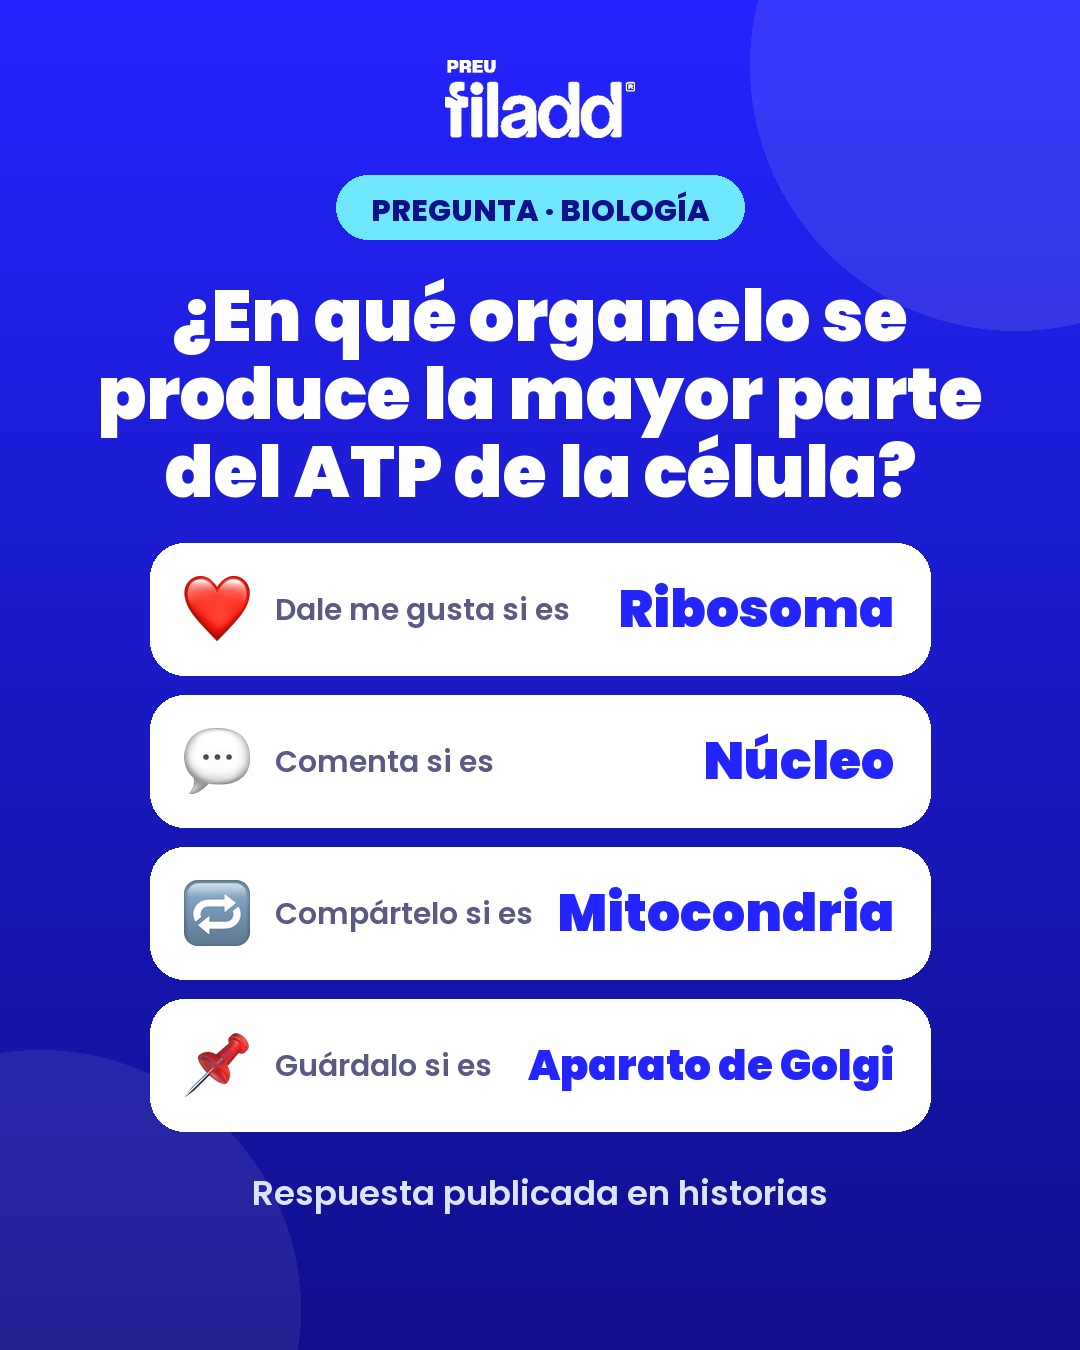 PREU
filadd®
PREGUNTA · BIOLOGÍA
¿En qué organelo se
produce la mayor parte
del ATP de la célula?
Dale me gusta si es Ribosoma
Comenta si es Núcleo
Compártelo si es Mitocondria
Guárdalo si es Aparato de Golgi
Respuesta publicada en historias